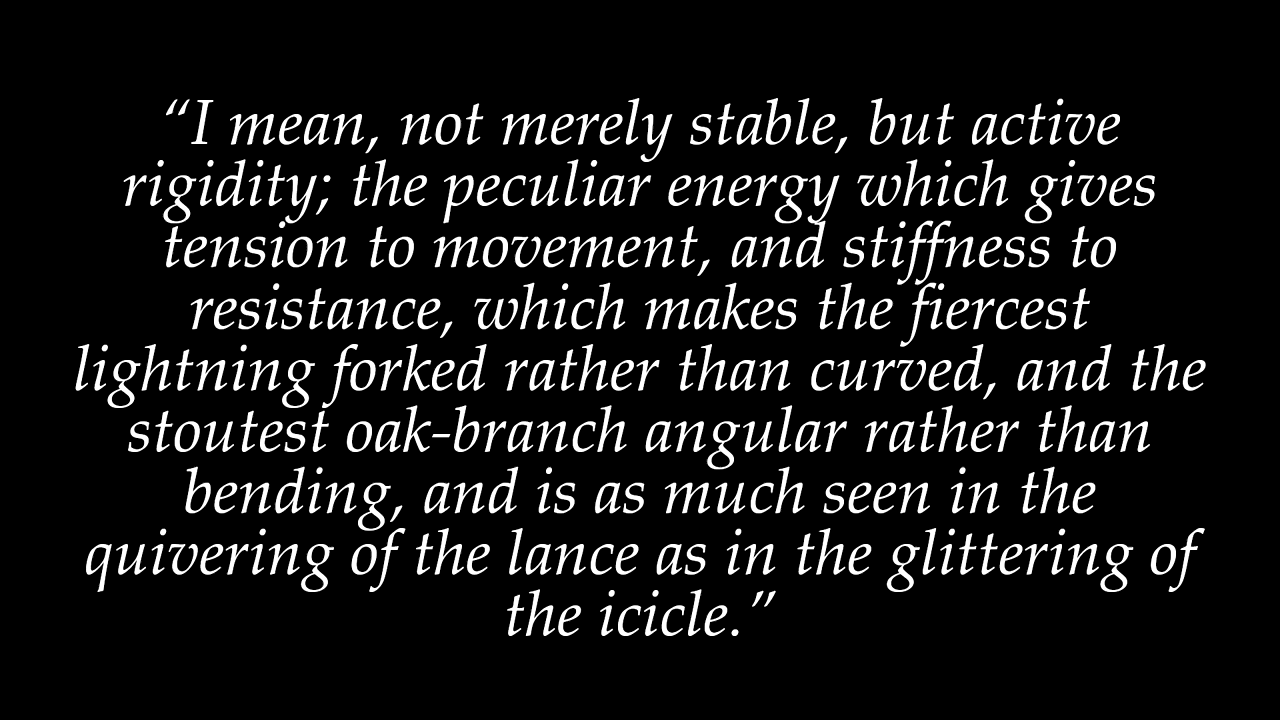 “I mean, not merely stable, but active
rigidity; the peculiar energy which gives
tension to movement, and stiffness to
resistance, which makes the fiercest
lightning forked rather than curved, and the
stoutest oak-branch angular rather than
bending, and is as much seen in the
quivering of the lance as in the glittering of
the icicle.”